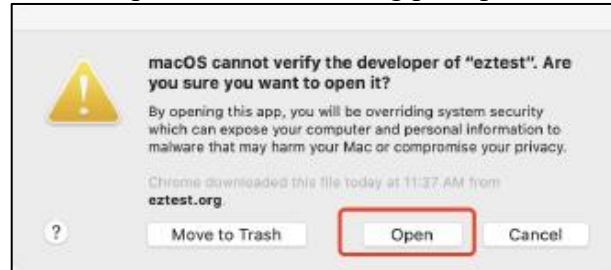 macOS cannot verify the developer of “eztest”. Are
you sure you want to open it?
By opening this app, you will be overriding system security
which can expose your computer and personal information to
malware that may harm your Mac or compromise your privacy.
Chrome downloaded this file today at 11:37 AM from
eztest.org
?
Move to Trash
Open
Cancel